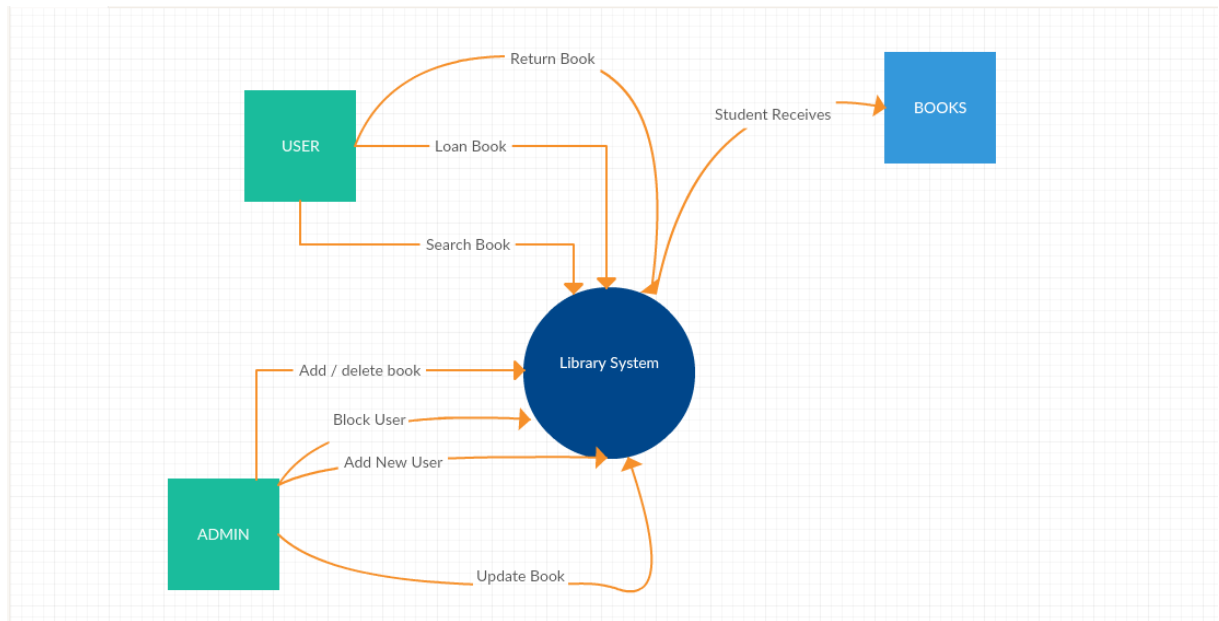 Return Book
USER
Loan Book
Search Book
Student Receives
BOOKS
Library System
Add / delete book
Block User
Add New User
ADMIN
Update Book